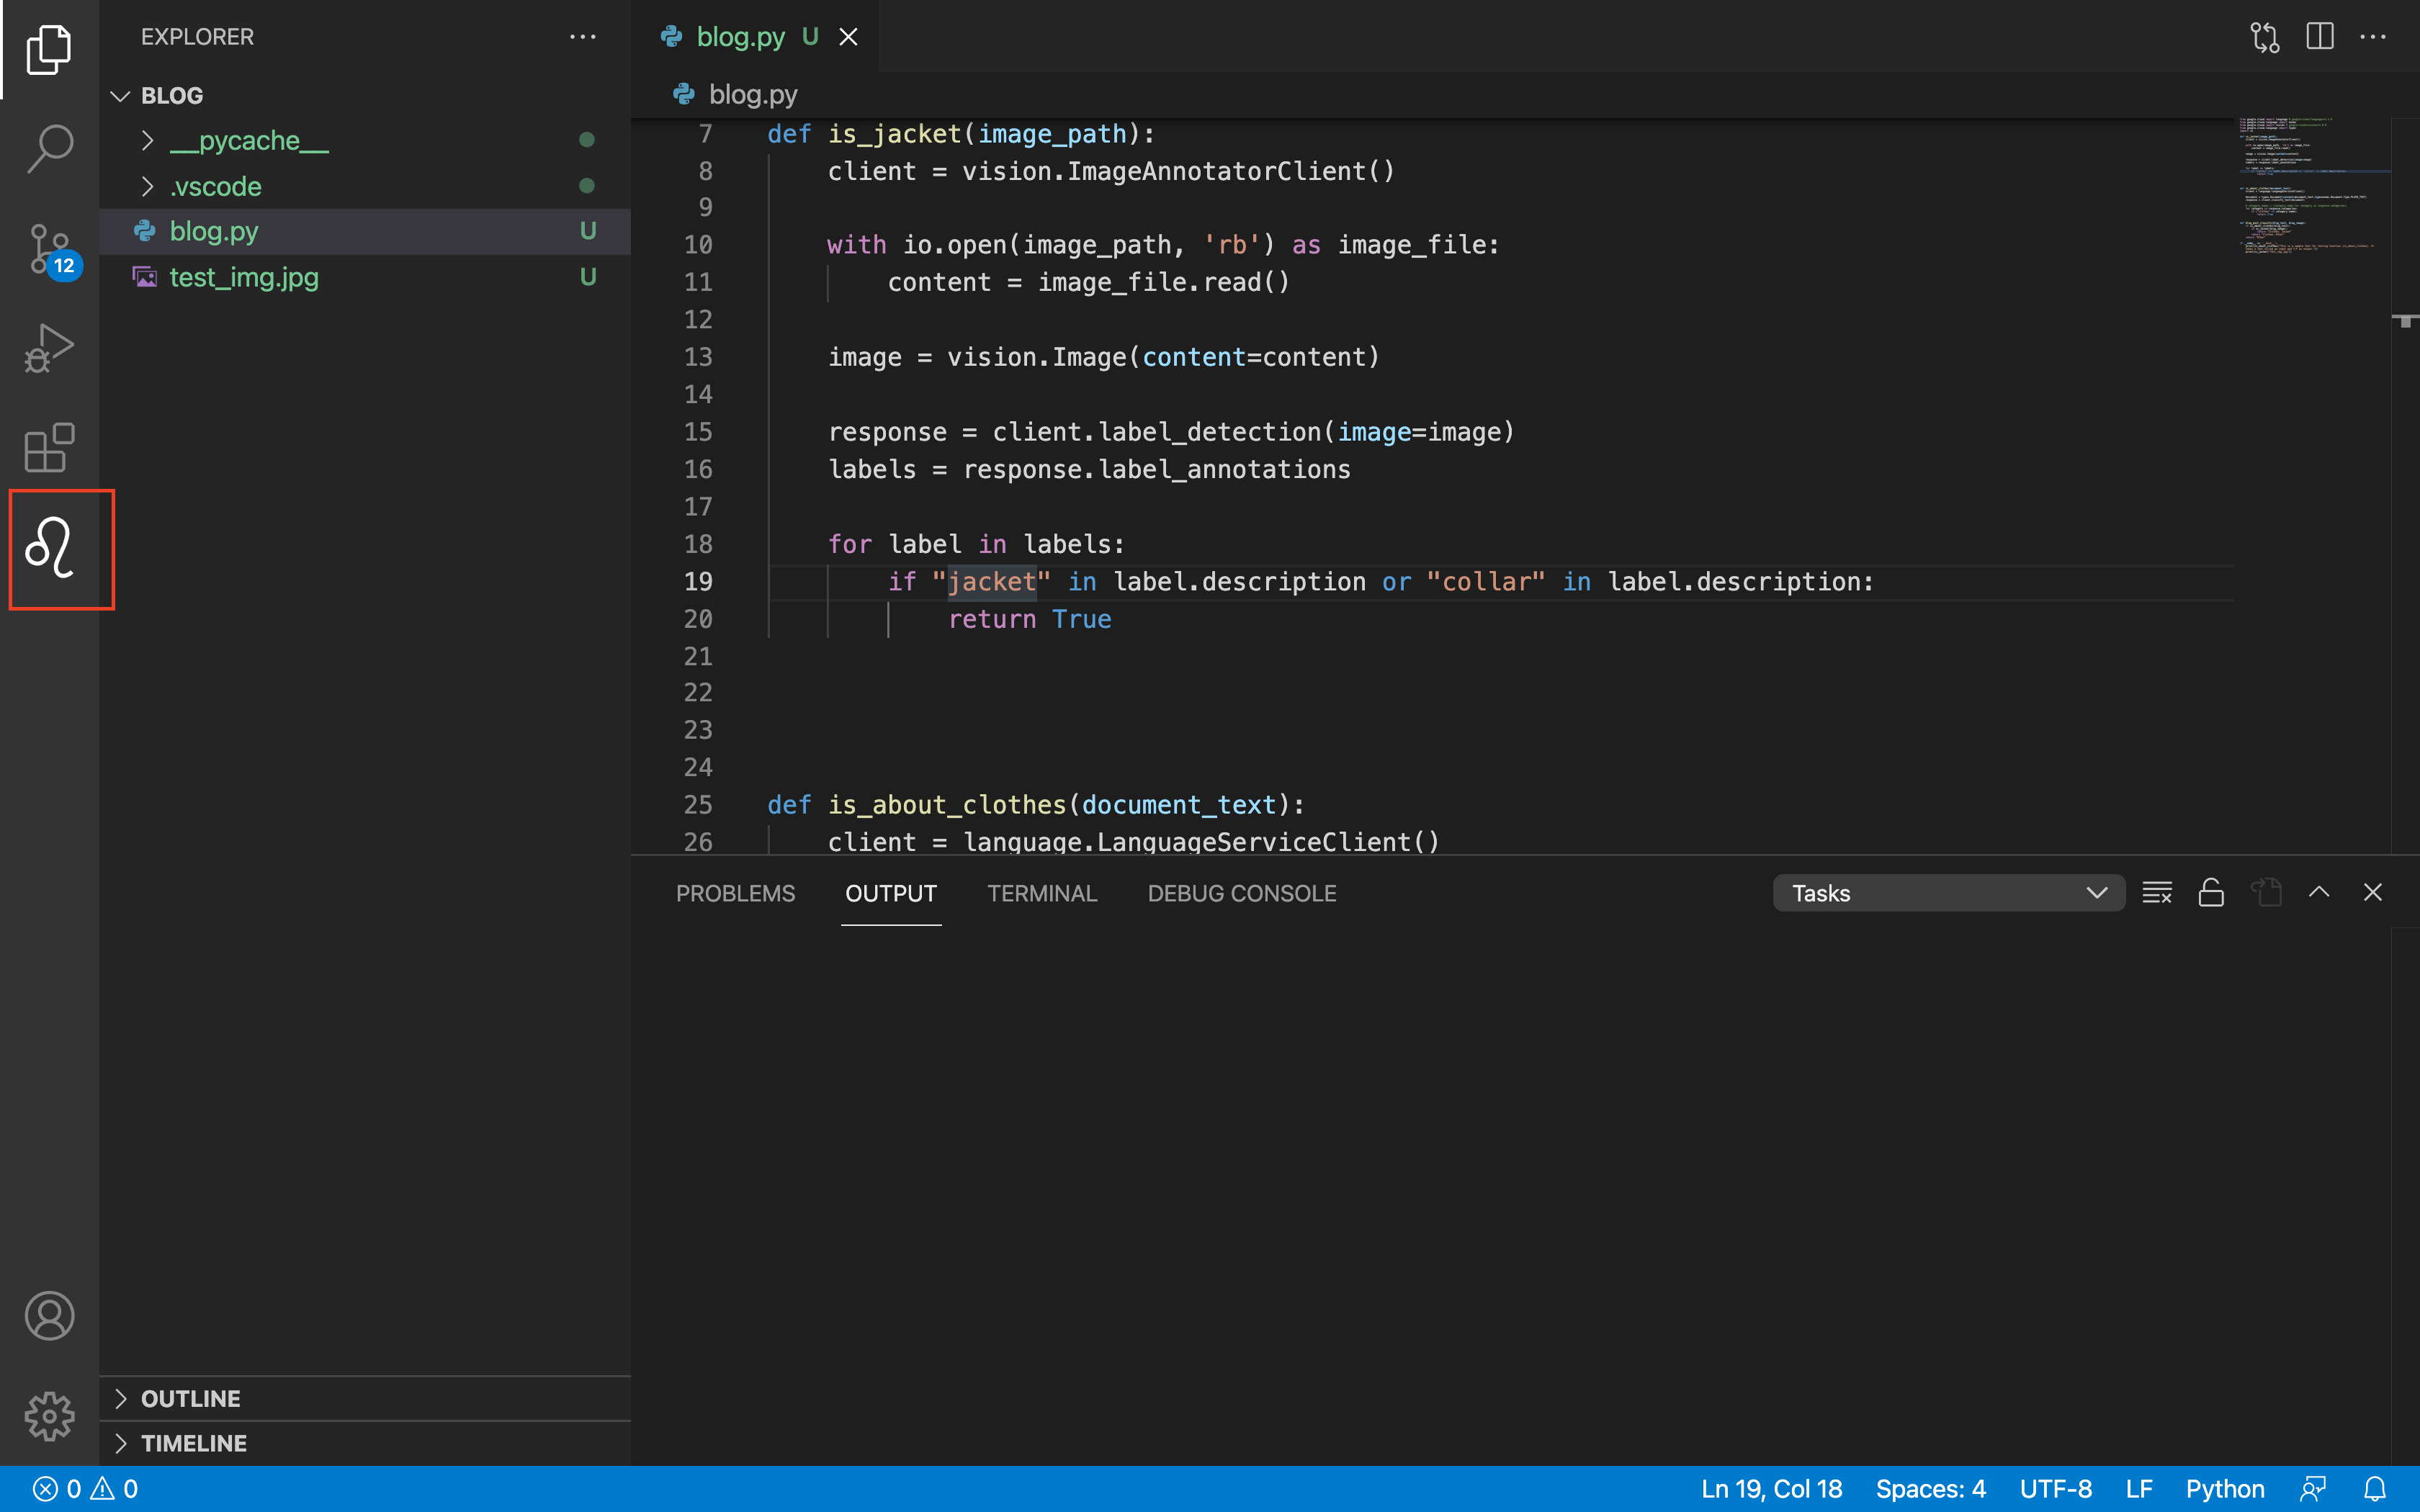 EXPLORER
BLOG
__pycache__
.vscode
blog.py U
test_img.jpg U
12
OUTLINE
TIMELINE
blog.py U
blog.py
7 def is_jacket(image_path):
8 client = vision.ImageAnnotatorClient()
9
10 with io.open(image_path, 'rb') as image_file:
11 content = image_file.read()
12
13 image = vision.Image(content=content)
14
15 response = client.label_detection(image=image)
16 labels = response.label_annotations
17
18 for label in labels:
19 if "jacket" in label.description or "collar" in label.description:
20 return True
21
22
23
24
25 def is_about_clothes(document_text):
26 client = language.LanguageServiceClient()
PROBLEMS OUTPUT TERMINAL DEBUG CONSOLE Tasks
0 0 Ln 19, Col 18 Spaces: 4 UTF-8 LF Python